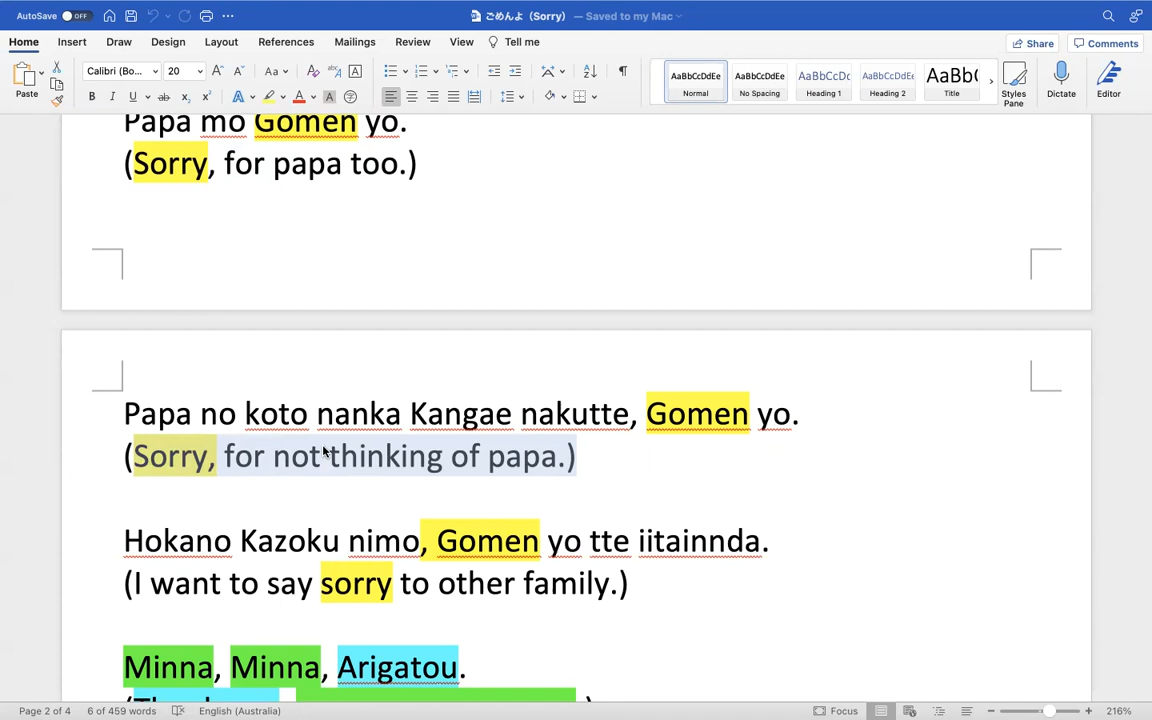 AutoSave OFF ごめんよ (Sorry) — Saved to my Mac
Home Insert Draw Design Layout References Mailings Review View Tell me Share Comments
Paste Calibri (Bo... 20 Aa A AaBbCcDdEe Normal AaBbCcDdEe No Spacing AaBbCcDc Heading 1 AaBbCcDdEe Heading 2 AaBbC Title Styles Pane Dictate Editor
B I U ab x₂ x² A A A
Papa mo Gomen yo.
(Sorry, for papa too.)
Papa no koto nanka Kangae nakutte, Gomen yo.
(Sorry, for not thinking of papa.)
Hokano Kazoku nimo, Gomen yo tte iitainnda.
(I want to say sorry to other family.)
Minna, Minna, Arigatou.
Page 2 of 4 6 of 459 words English (Australia) Focus 216%